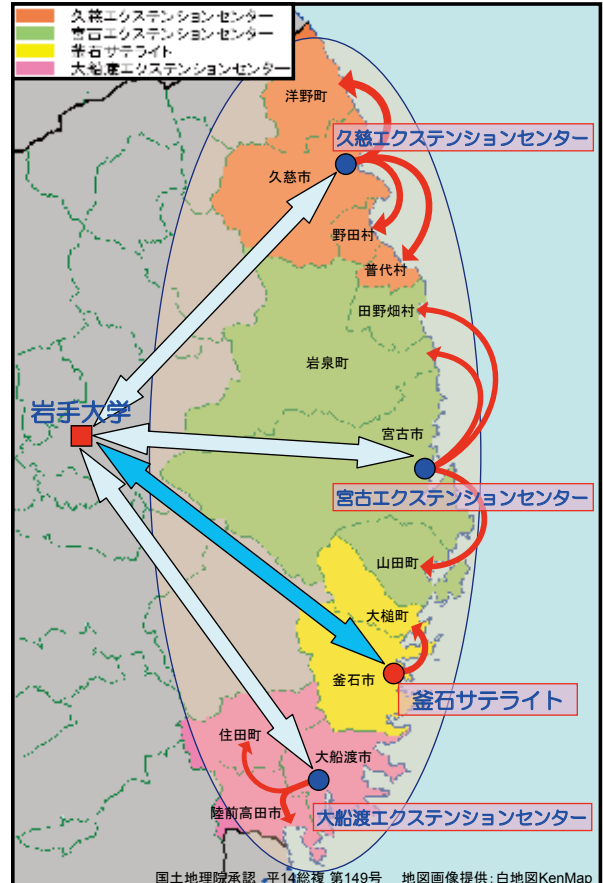 久慈エクステンションセンター
宮古エクステンションセンター
釜石サテライト
大船渡エクステンションセンター
洋野町
久慈エクステンションセンター
久慈市
野田村
普代村
田野畑村
岩泉町
岩手大学
宮古市
宮古エクステンションセンター
山田町
大槌町
釜石市
釜石サテライト
住田町
大船渡市
陸前高田市
大船渡エクステンションセンター
国土地理院承認 平14総複 第149号 地図画像提供:白地図KenMap